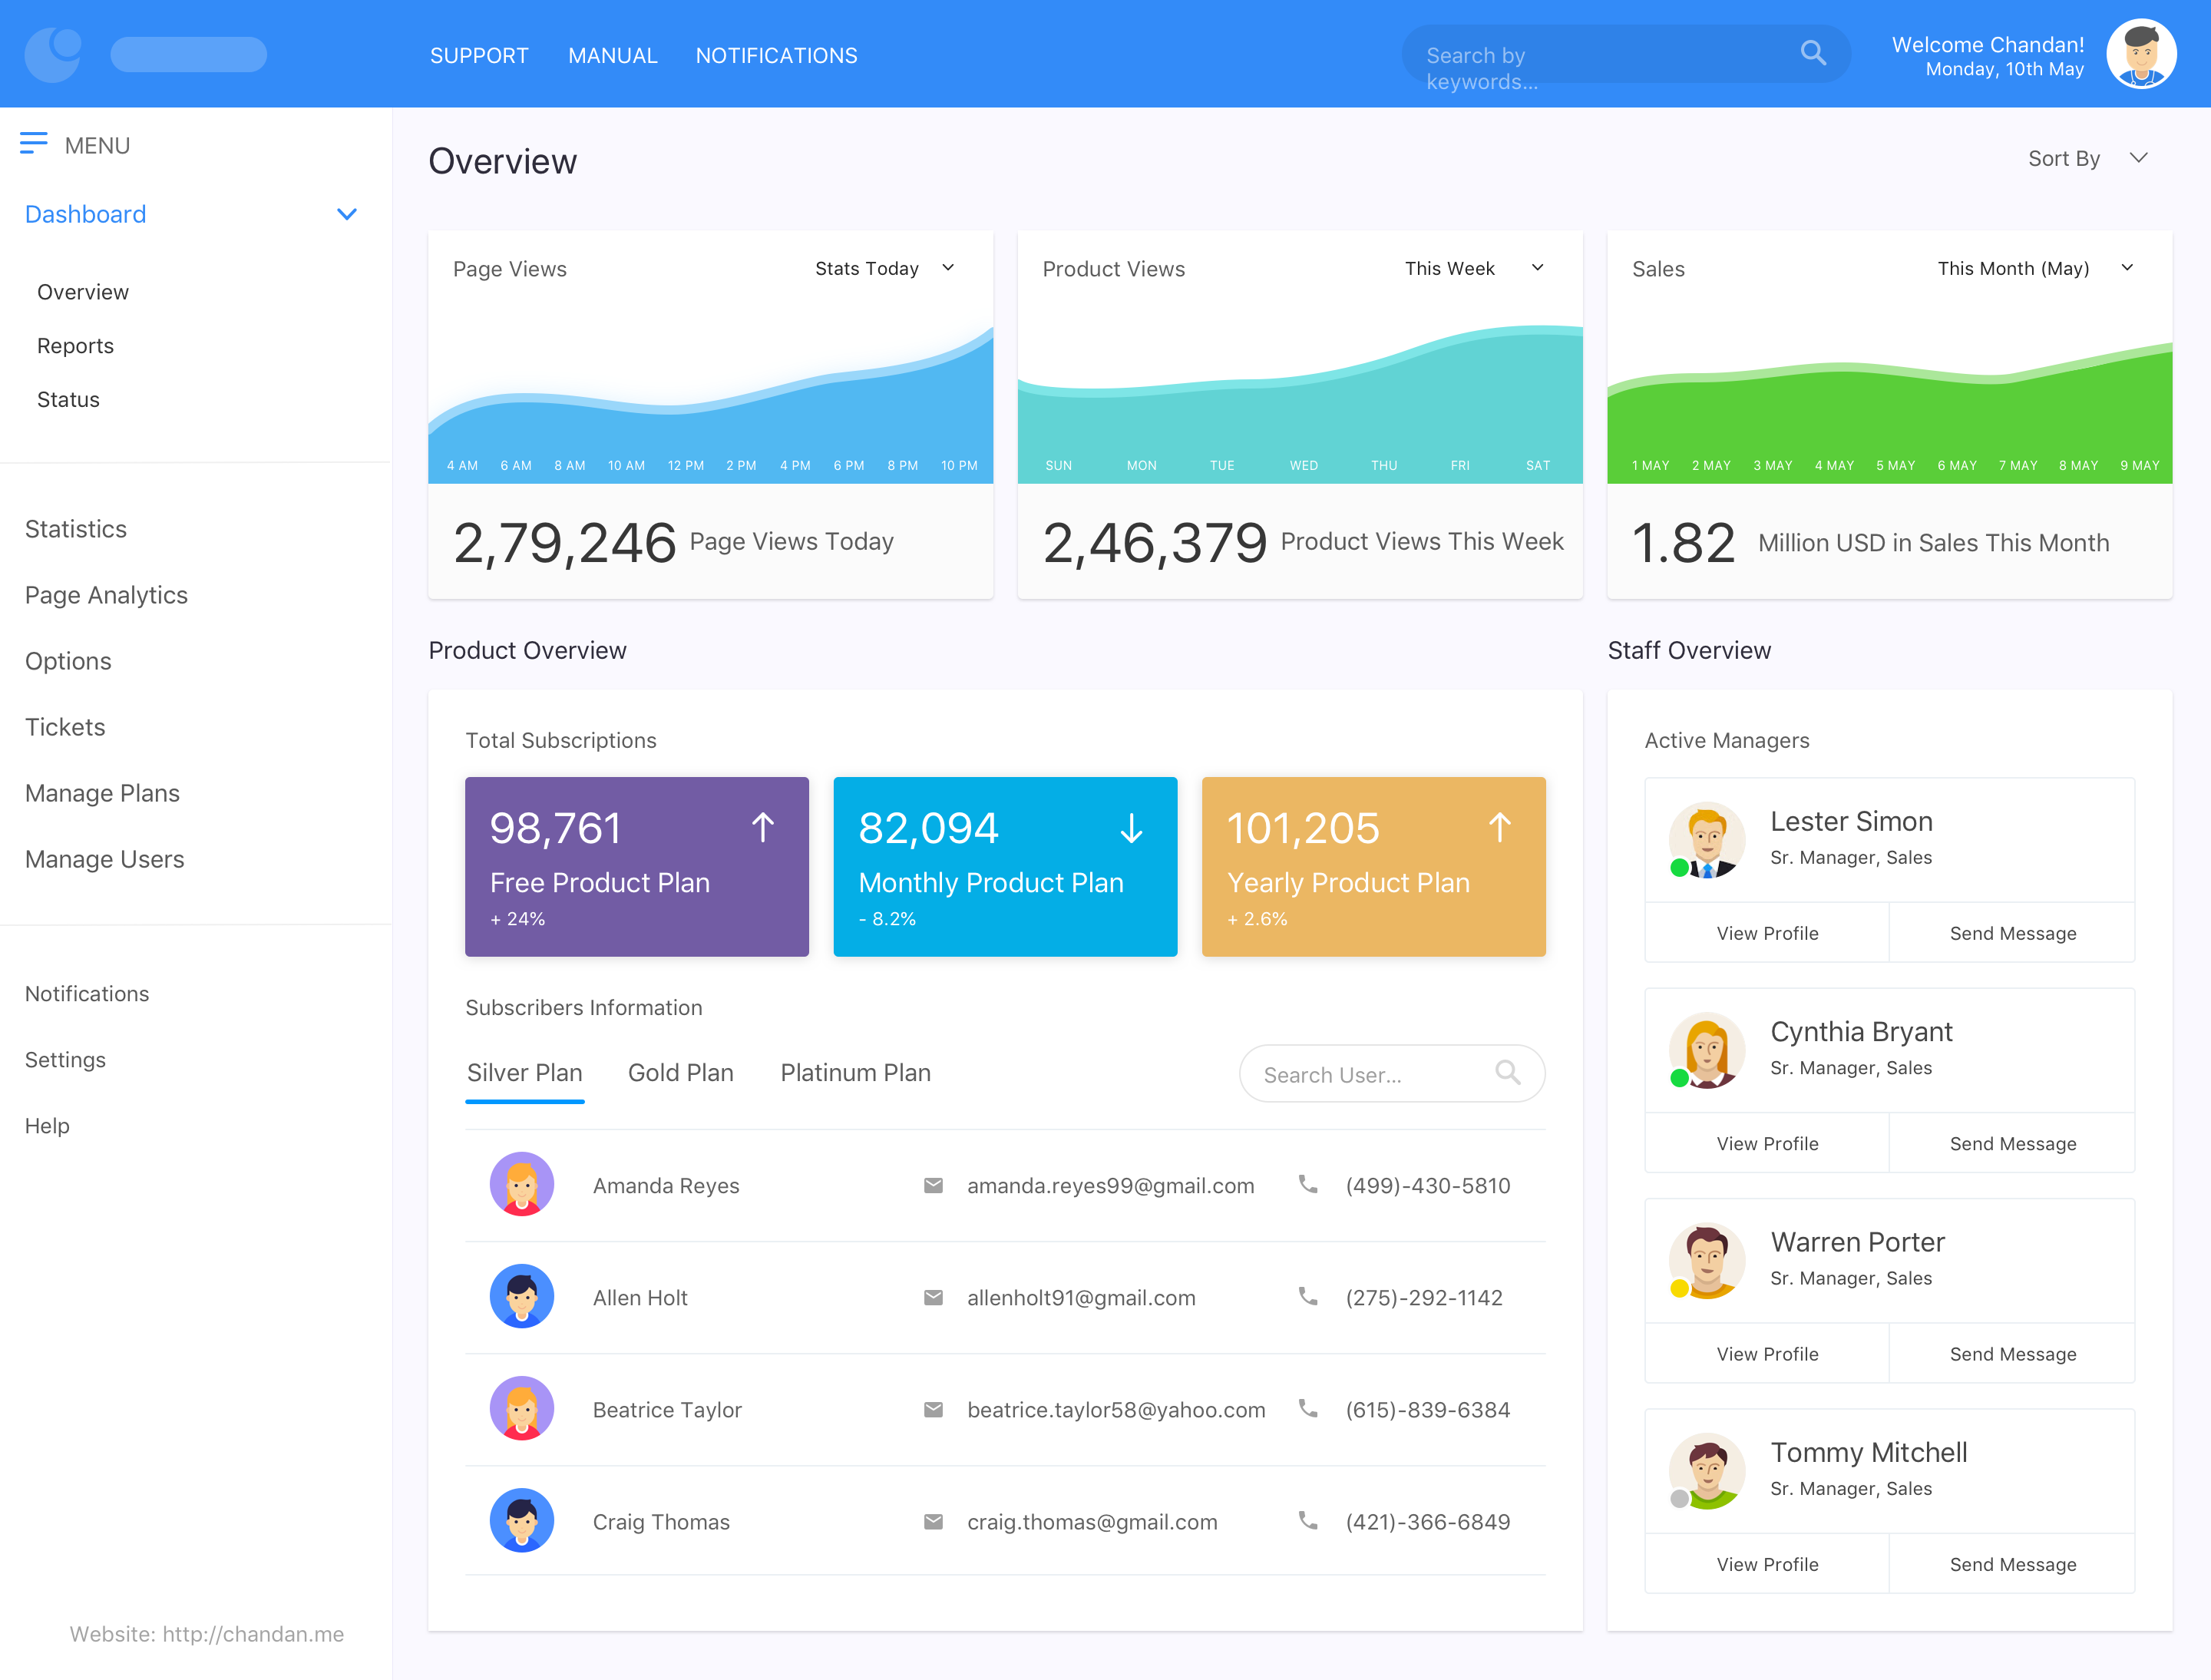 SUPPORT
MANUAL
NOTIFICATIONS
Search by
keywords...
Welcome Chandan!
Monday, 10th May
MENU
Dashboard
Overview
Reports
Status
Statistics
Page Analytics
Options
Tickets
Manage Plans
Manage Users
Notifications
Settings
Help
Website: http://chandan.me
Overview
Sort By
Page Views
Stats Today
4 AM 6 AM 8 AM 10 AM 12 PM 2 PM 4 PM 6 PM 8 PM 10 PM
2,79,246 Page Views Today
Product Views
This Week
SUN MON TUE WED THU FRI SAT
2,46,379 Product Views This Week
Sales
This Month (May)
1 MAY 2 MAY 3 MAY 4 MAY 5 MAY 6 MAY 7 MAY 8 MAY 9 MAY
1.82 Million USD in Sales This Month
Product Overview
Total Subscriptions
98,761
Free Product Plan
+ 24%
82,094
Monthly Product Plan
- 8.2%
101,205
Yearly Product Plan
+ 2.6%
Subscribers Information
Silver Plan
Gold Plan
Platinum Plan
Search User...
Amanda Reyes amanda.reyes99@gmail.com (499)-430-5810
Allen Holt allenholt91@gmail.com (275)-292-1142
Beatrice Taylor beatrice.taylor58@yahoo.com (615)-839-6384
Craig Thomas craig.thomas@gmail.com (421)-366-6849
Staff Overview
Active Managers
Lester Simon
Sr. Manager, Sales
View Profile
Send Message
Cynthia Bryant
Sr. Manager, Sales
View Profile
Send Message
Warren Porter
Sr. Manager, Sales
View Profile
Send Message
Tommy Mitchell
Sr. Manager, Sales
View Profile
Send Message